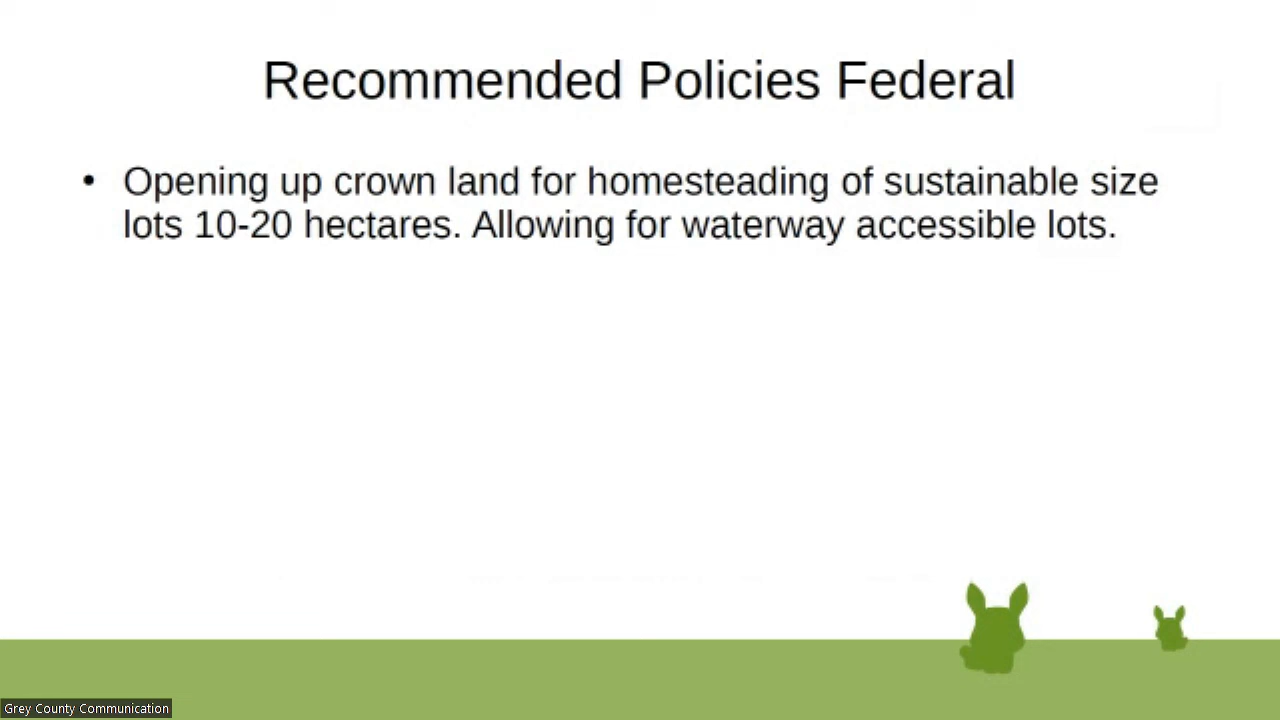 Recommended Policies Federal
• Opening up crown land for homesteading of sustainable size
lots 10-20 hectares. Allowing for waterway accessible lots.
Grey County Communication